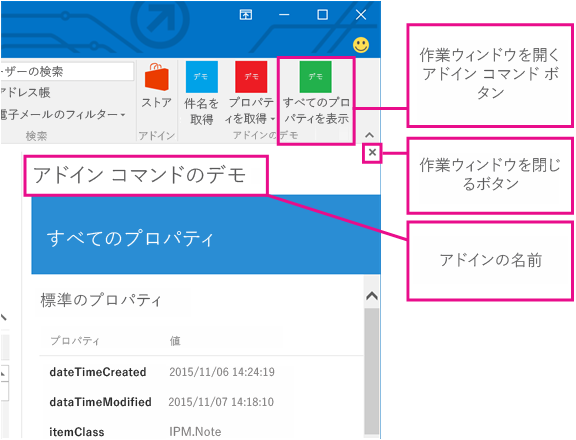 作業ウィンドウを開く
アドイン コマンド ボ
タン
ーザーの検索
アドレス帳
電子メールのフィルター
検索
ストア
アドイン
デモ
件名を
取得
デモ
プロパテ
ィを取得
デモ
すべてのプロ
パティを表示
アドインのデモ
作業ウィンドウを閉じ
るボタン
アドイン コマンドのデモ
アドインの名前
すべてのプロパティ
標準のプロパティ
プロパティ 値
dateTimeCreated 2015/11/06 14:24:19
dataTimeModified 2015/11/07 14:18:10
itemClass IPM.Note